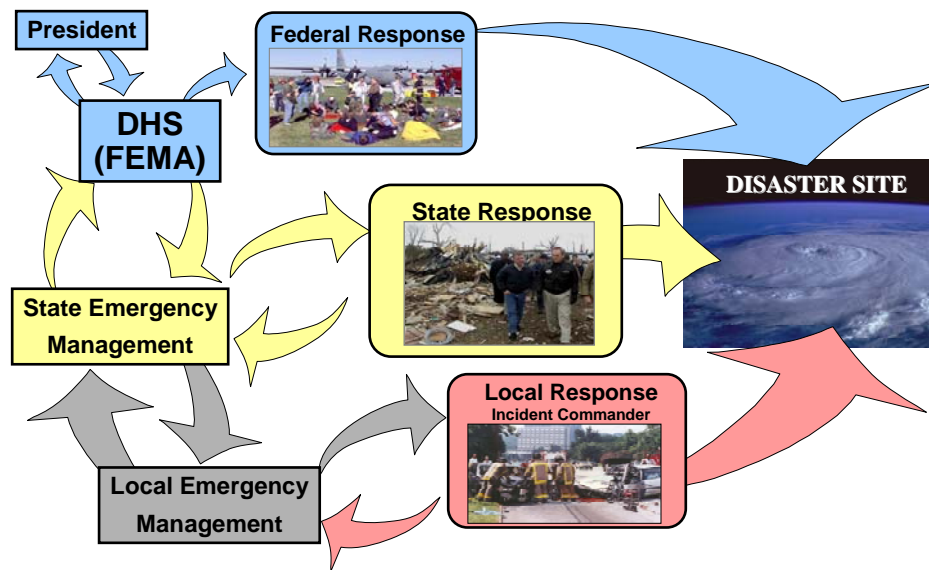 President
Federal Response
DHS
(FEMA)
DISASTER SITE
State Response
State Emergency
Management
Local Response
Incident Commander
Local Emergency
Management